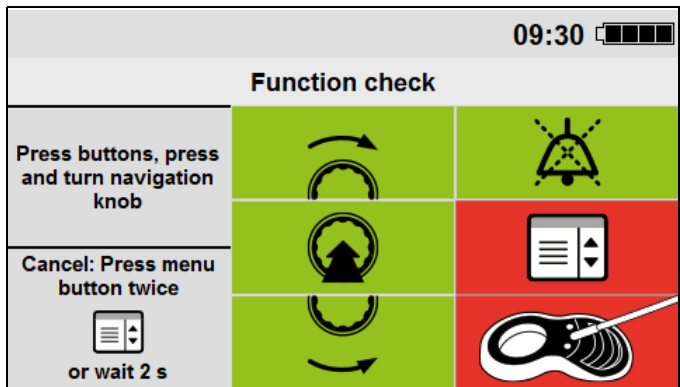 09:30
Function check
Press buttons, press
and turn navigation
knob
Cancel: Press menu
button twice
or wait 2 s